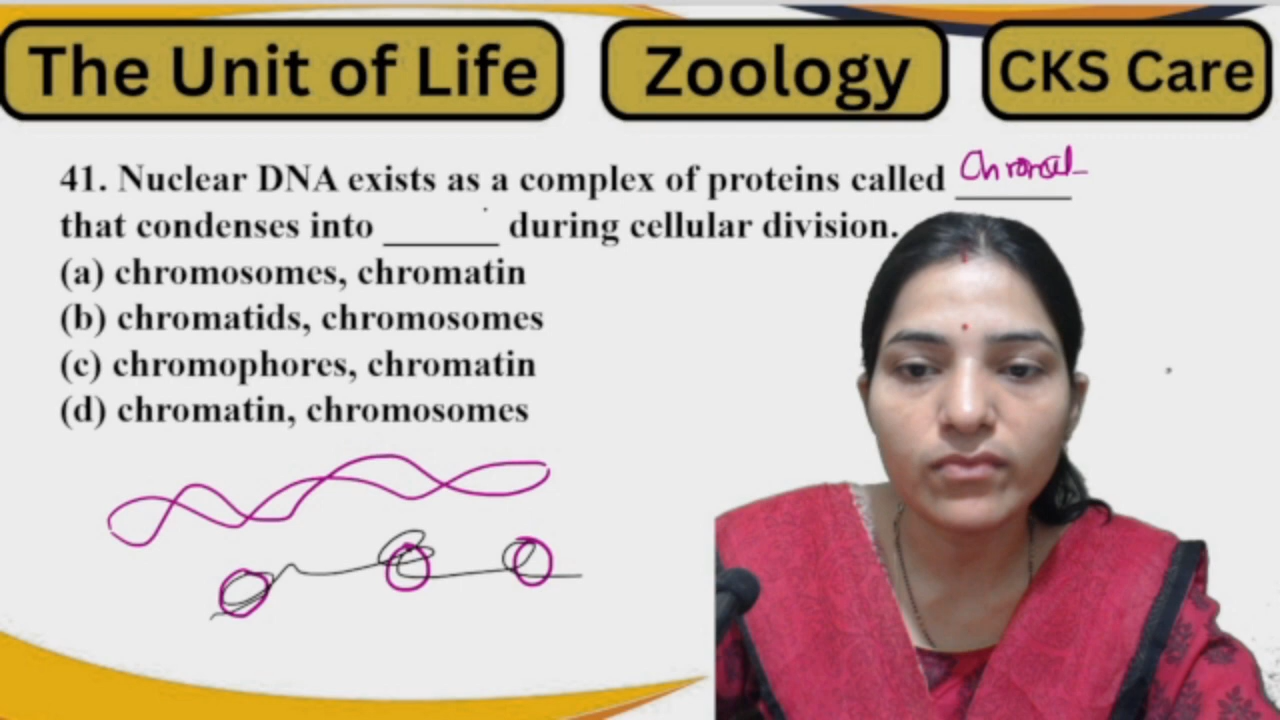 The Unit of Life Zoology CKS Care
41. Nuclear DNA exists as a complex of proteins called ______
that condenses into ______ during cellular division.
(a) chromosomes, chromatin
(b) chromatids, chromosomes
(c) chromophores, chromatin
(d) chromatin, chromosomes